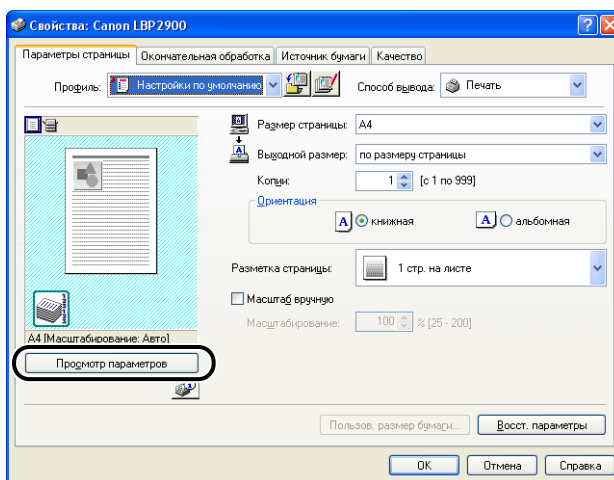 Свойства: Canon LBP2900
Параметры страницы Окончательная обработка Источник бумаги Качество
Профиль: Настройки по умолчанию Способ вывода: Печать
Размер страницы: A4
Выходной размер: по размеру страницы
Копии: 1 [с 1 по 999]
Ориентация
A книжная A альбомная
Разметка страницы: 1 стр. на листе
Масштаб вручную
Масштабирование: 100 % [25 - 200]
A4 [Масштабирование: Авто]
Просмотр параметров
Пользов. размер бумаги... Восст. параметры
OK Отмена Справка